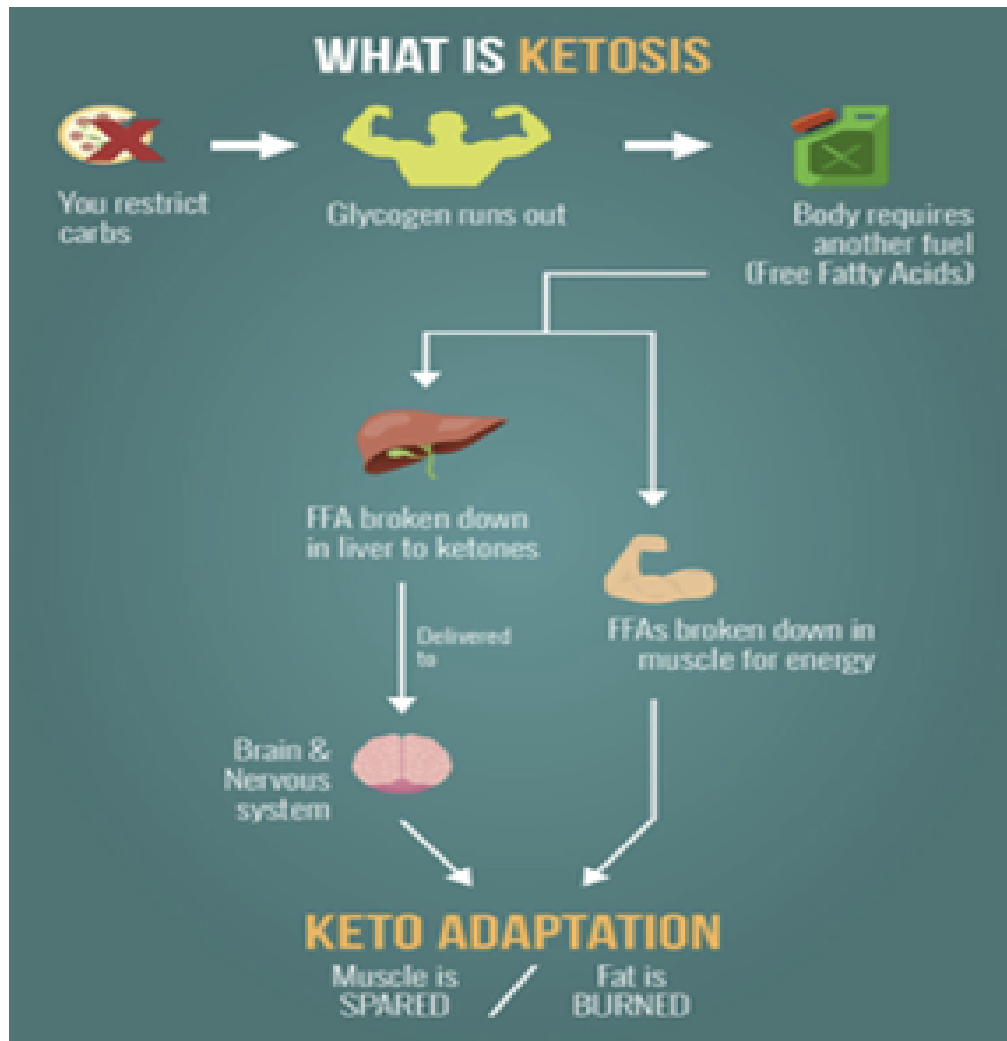 WHAT IS KETOSIS
You restrict
carbs
Glycogen runs out
Body requires
another fuel
(Free Fatty Acids)
FFA broken down
in liver to ketones
FFAs broken down in
muscle for energy
Delivered
to
Brain &
Nervous
system
KETO ADAPTATION
Muscle is
SPARED
Fat is
BURNED